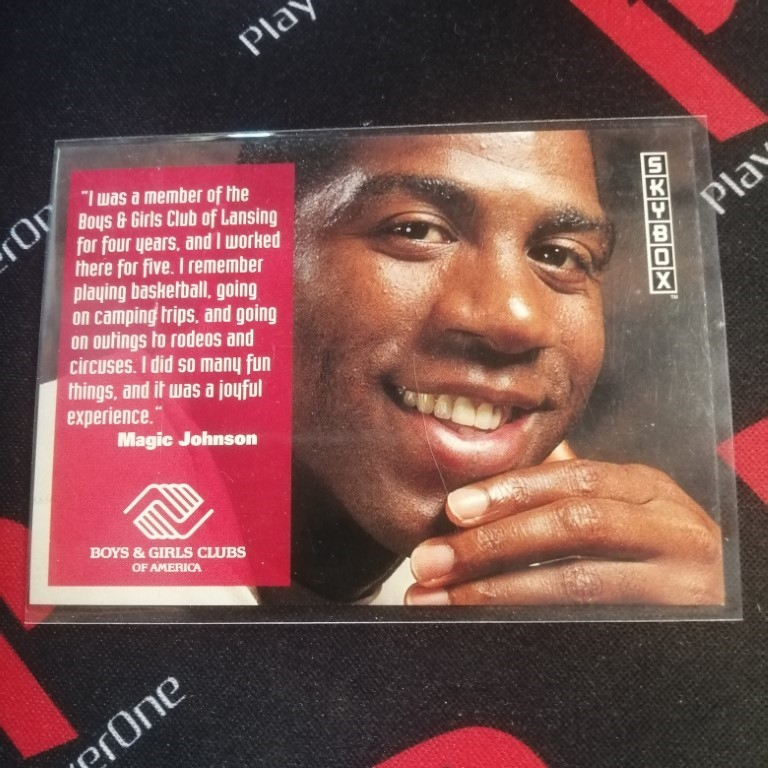 Play
SKYBOX
TM
"I was a member of the
Boys & Girls Club of Lansing
for four years, and I worked
there for five. I remember
playing basketball, going
on camping trips, and going
on outings to rodeos and
circuses. I did so many fun
things, and it was a joyful
experience."
Magic Johnson
BOYS & GIRLS CLUBS
OF AMERICA
Play
erOne
yerOne